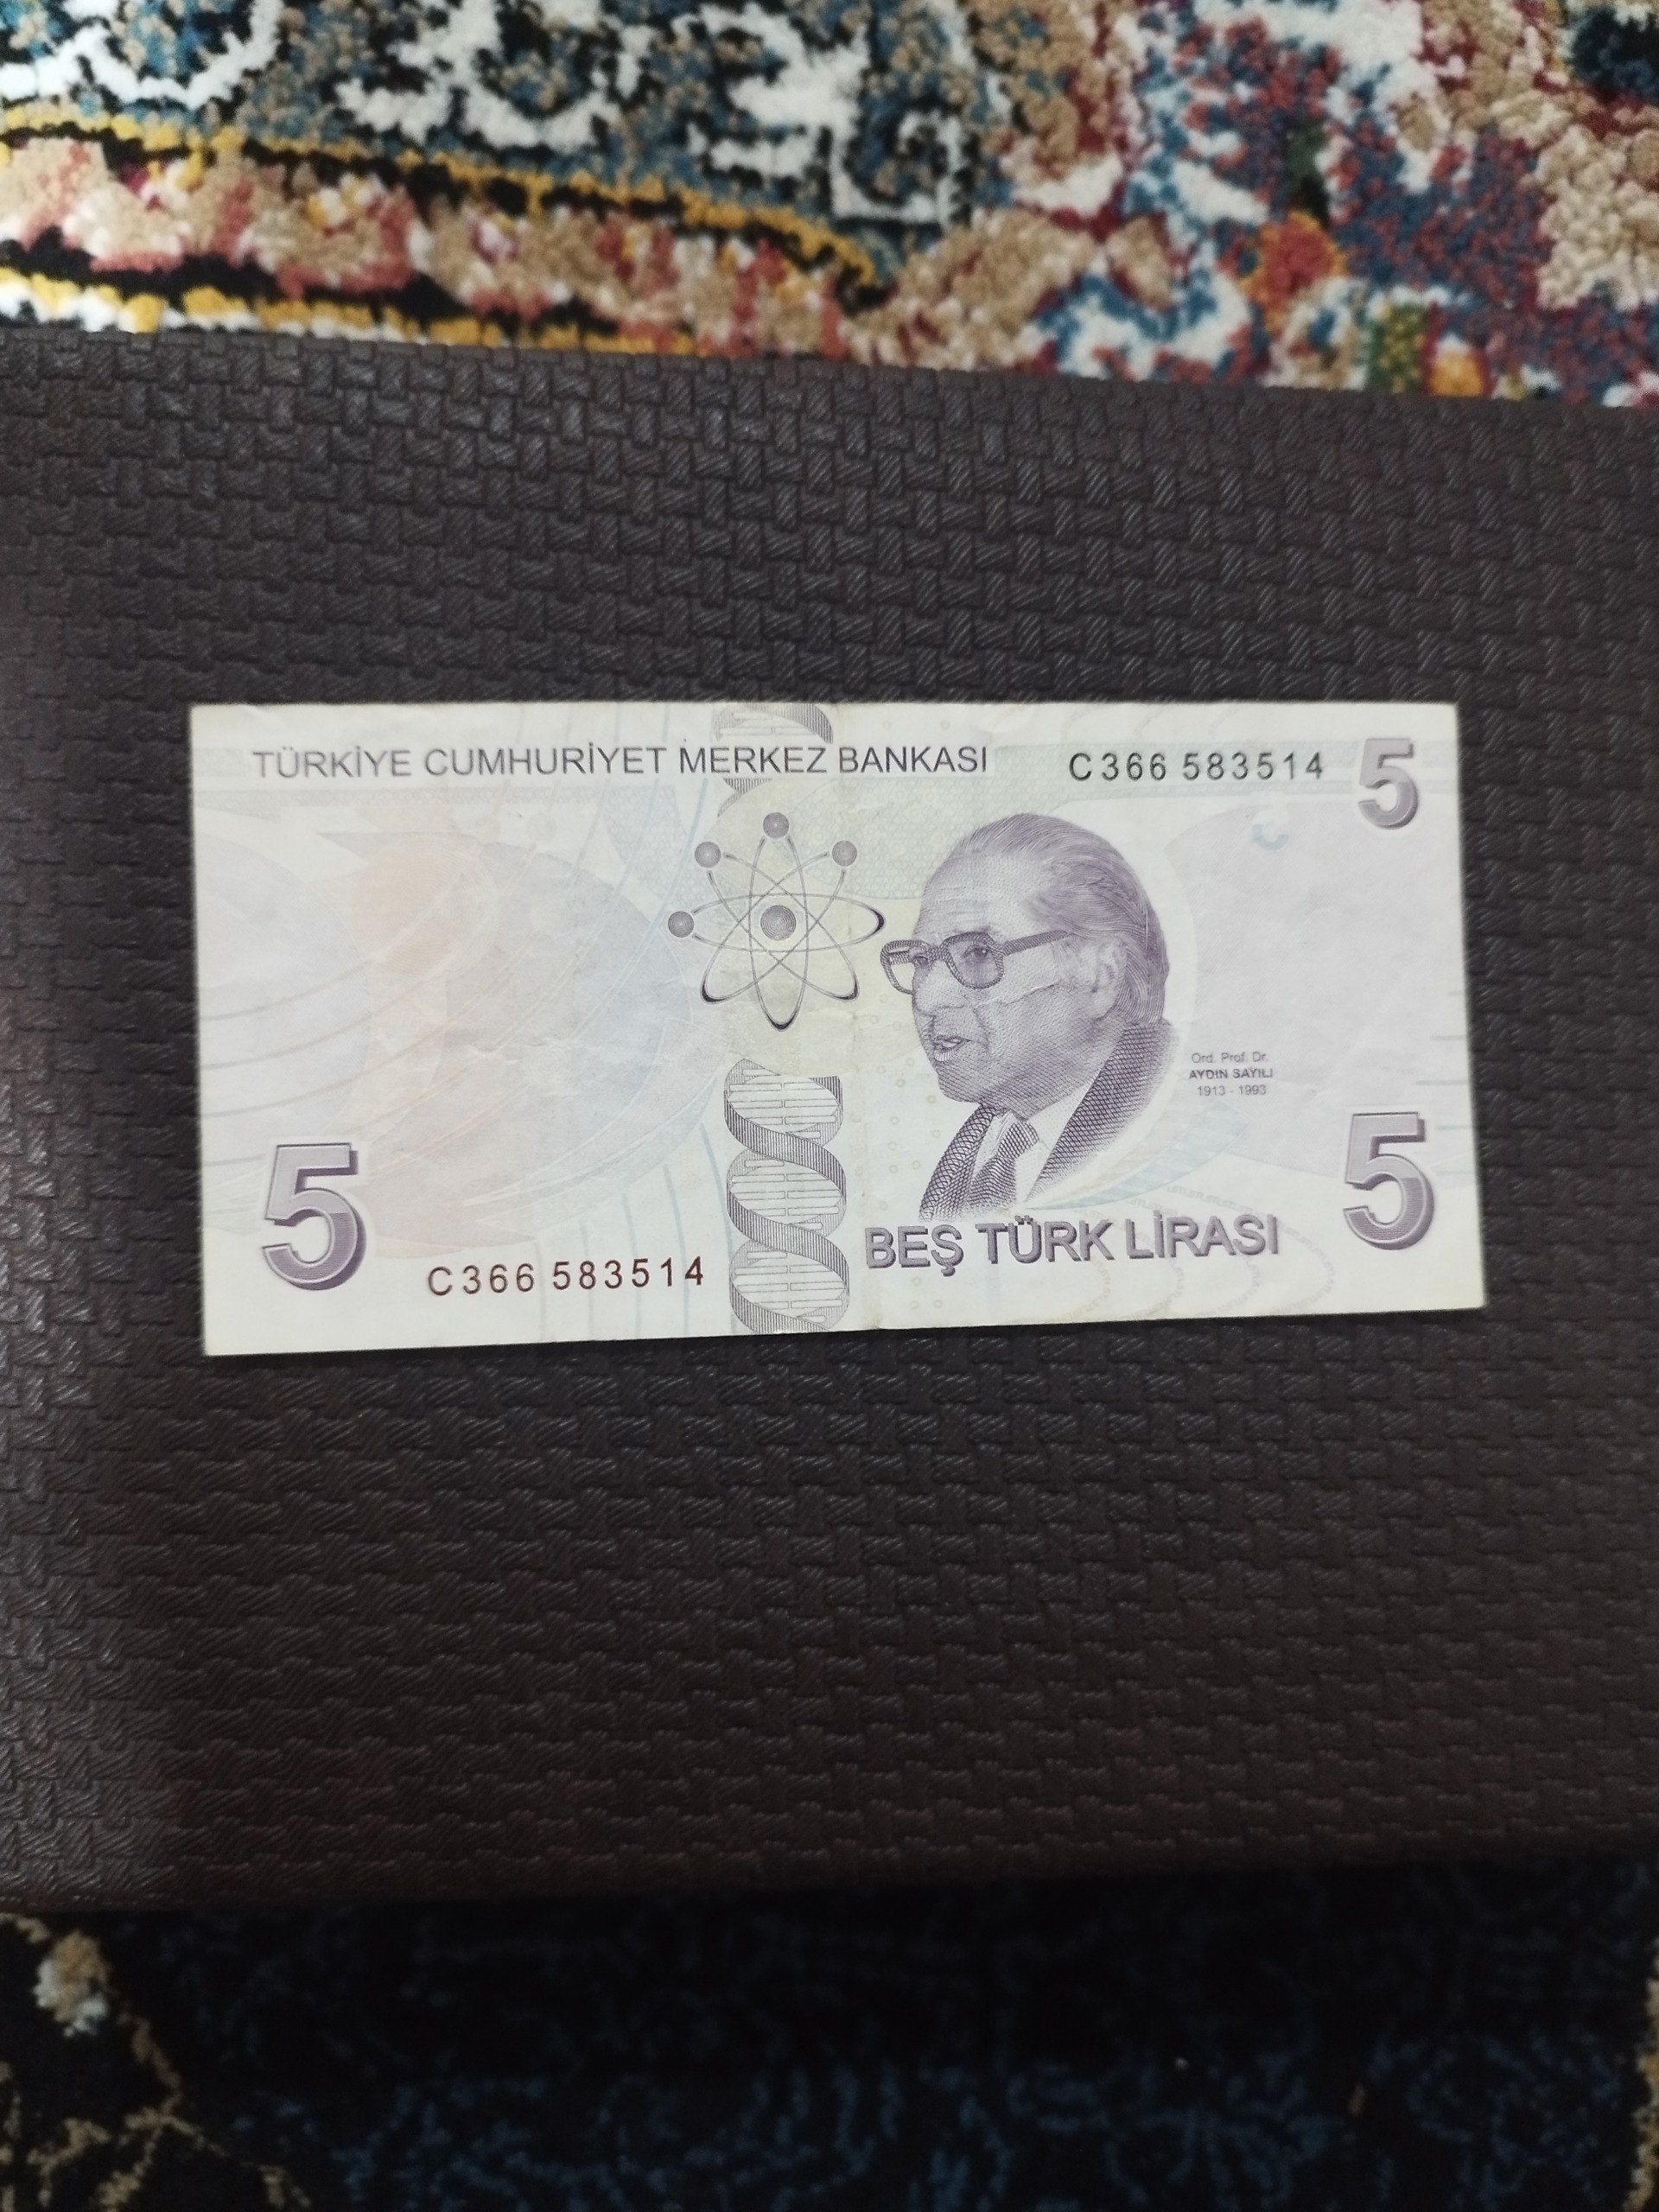 TÜRKİYE CUMHURİYET MERKEZ BANKASI
C366 583514
5
Ord. Prof. Dr.
AYDIN SAYILI
1913 - 1993
5
C366 583514
BEŞ TÜRK LİRASI
5